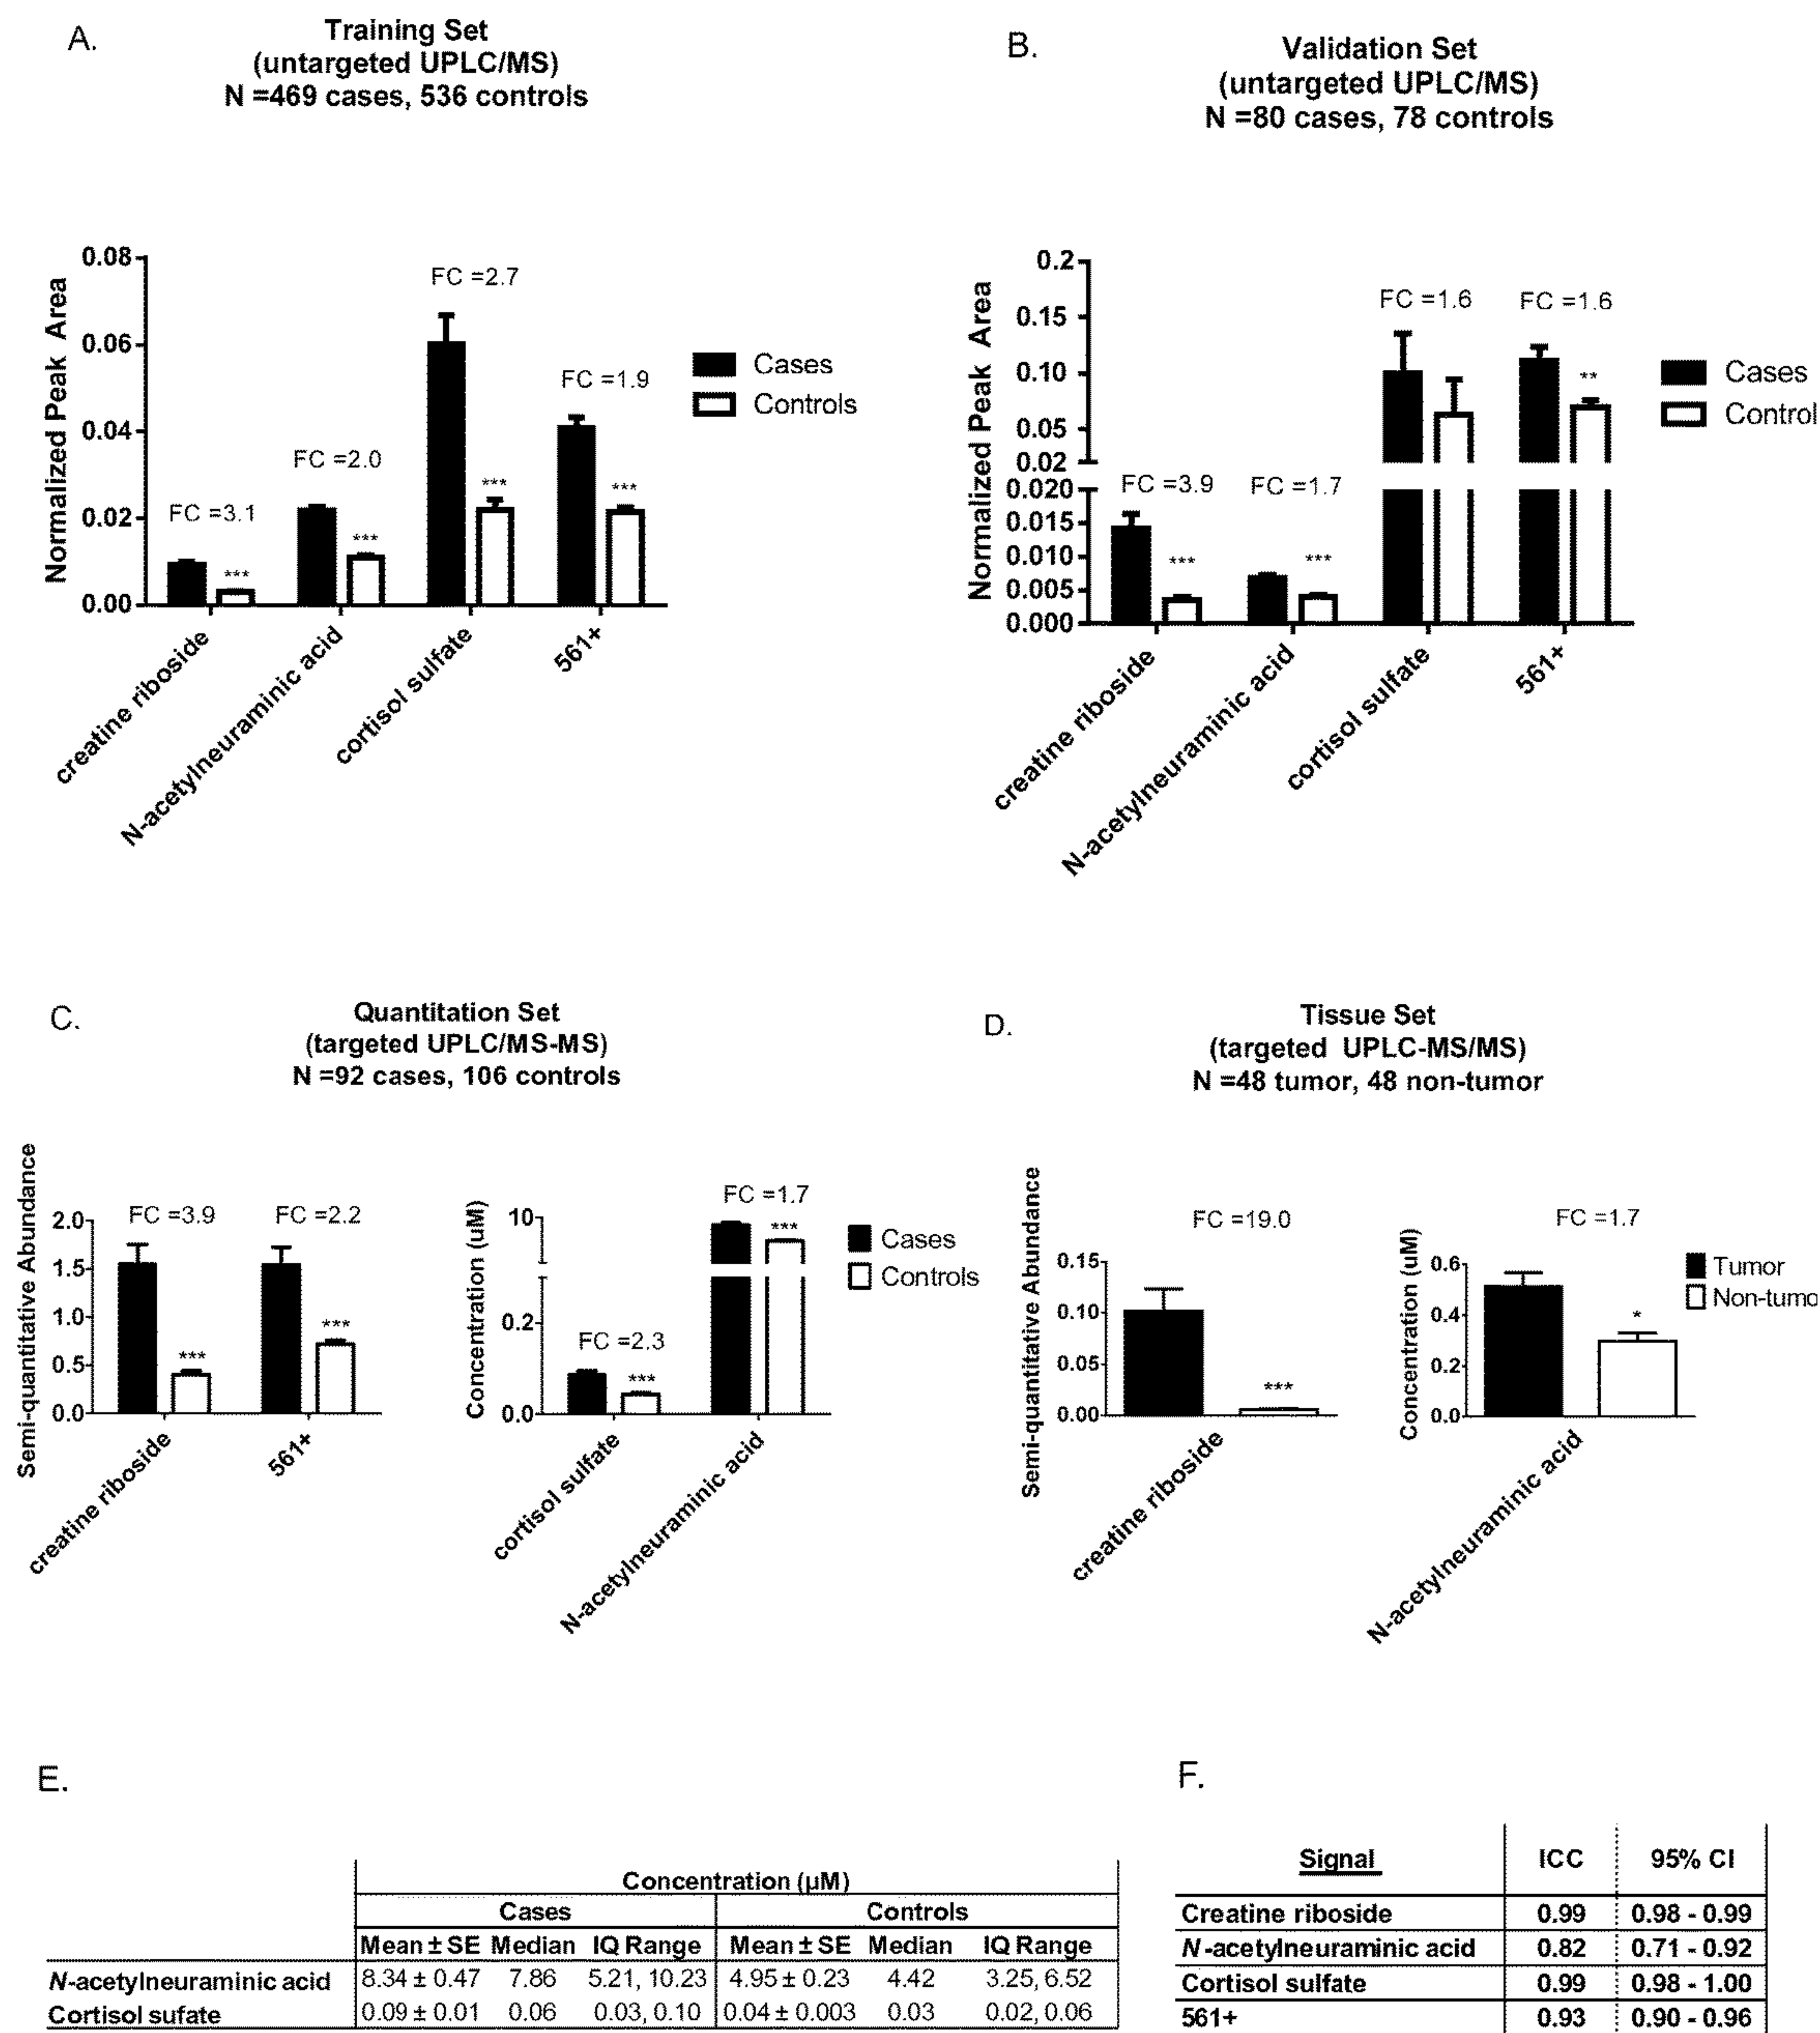 A.
Training Set
(untargeted UPLC/MS)
N =469 cases, 536 controls
Normalized Peak Area
0.08
0.06
0.04
0.02
0.00
FC =3.1
***
FC =2.0
***
FC =2.7
***
FC =1.9
***
Cases
Controls
creatine riboside
N-acetylneuraminic acid
cortisol sulfate
561+
B.
Validation Set
(untargeted UPLC/MS)
N =80 cases, 78 controls
Normalized Peak Area
0.2
0.15
0.10
0.05
0.02
0.020
0.015
0.010
0.005
0.000
FC =3.9
***
FC =1.7
***
FC =1.6
FC =1.6
**
Cases
Control
creatine riboside
N-acetylneuraminic acid
cortisol sulfate
561+
C.
Quantitation Set
(targeted UPLC/MS-MS)
N =92 cases, 106 controls
Semi-quantitative Abundance
2.0
1.5
1.0
0.5
0.0
FC =3.9
***
FC =2.2
***
creatine riboside
561+
Concentration (uM)
10
0.2
0.0
FC =2.3
***
FC =1.7
***
Cases
Controls
cortisol sulfate
N-acetylneuraminic acid
D.
Tissue Set
(targeted UPLC-MS/MS)
N =48 tumor, 48 non-tumor
Semi-quantitative Abundance
0.15
0.10
0.05
0.00
FC =19.0
***
creatine riboside
Concentration (uM)
0.6
0.4
0.2
0.0
FC =1.7
*
Tumor
Non-tumo
N-acetylneuraminic acid
E.
Concentration (µM)
Cases Controls
Mean ± SE Median IQ Range Mean ± SE Median IQ Range
N-acetylneuraminic acid 8.34 ± 0.47 7.86 5.21, 10.23 4.95 ± 0.23 4.42 3.25, 6.52
Cortisol sufate 0.09 ± 0.01 0.06 0.03, 0.10 0.04 ± 0.003 0.03 0.02, 0.06
F.
Signal ICC 95% CI
Creatine riboside 0.99 0.98 - 0.99
N-acetylneuraminic acid 0.82 0.71 - 0.92
Cortisol sulfate 0.99 0.98 - 1.00
561+ 0.93 0.90 - 0.96